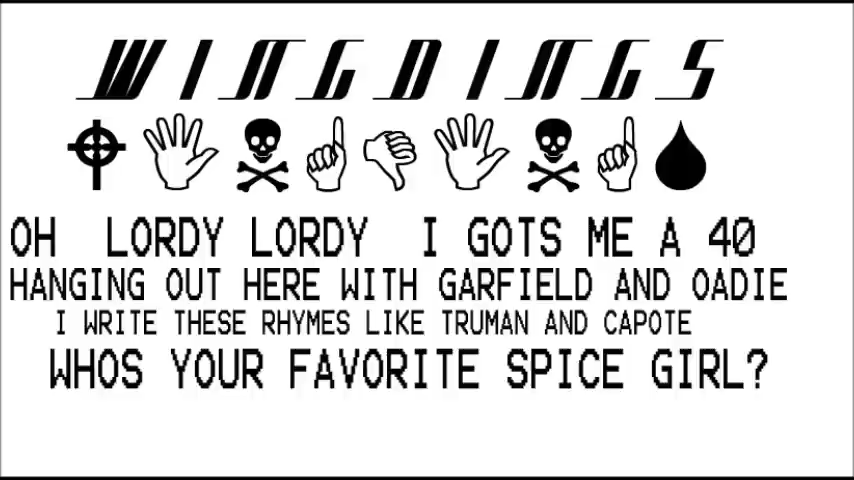 WINGDINGS
🕈🖑☠☝👎🖑☠☝💧
OH LORDY LORDY I GOTS ME A 40
HANGING OUT HERE WITH GARFIELD AND OADIE
I WRITE THESE RHYMES LIKE TRUMAN AND CAPOTE
WHOS YOUR FAVORITE SPICE GIRL?